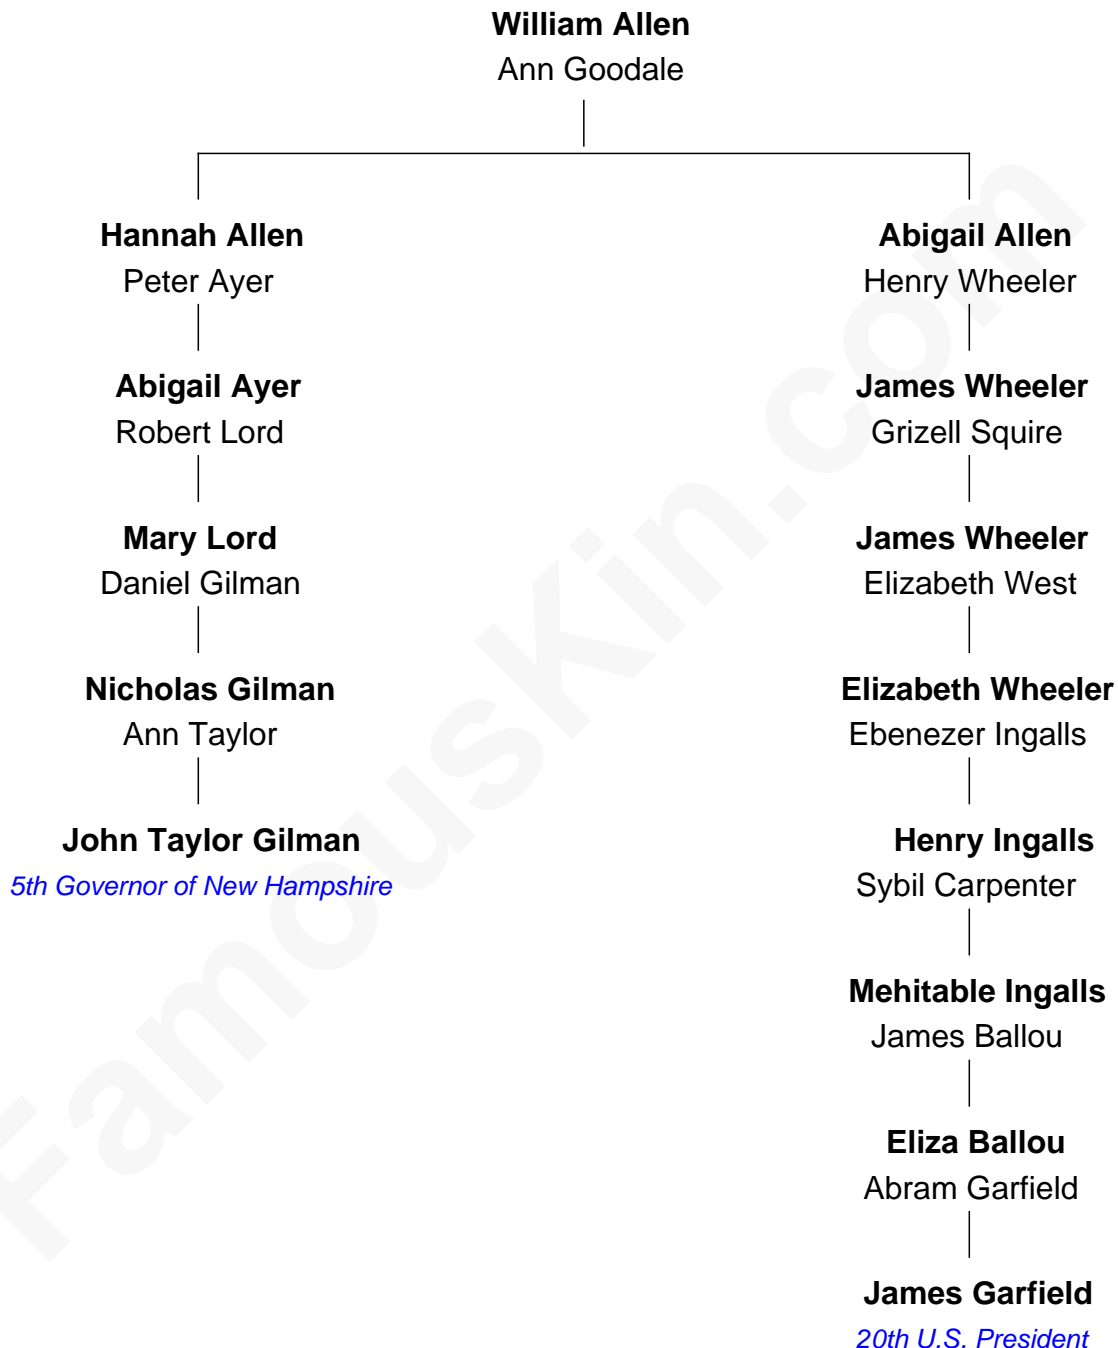 William Allen
Ann Goodale
Hannah Allen
Peter Ayer
Abigail Ayer
Robert Lord
Mary Lord
Daniel Gilman
Nicholas Gilman
Ann Taylor
John Taylor Gilman
5th Governor of New Hampshire
Abigail Allen
Henry Wheeler
James Wheeler
Grizell Squire
James Wheeler
Elizabeth West
Elizabeth Wheeler
Ebenezer Ingalls
Henry Ingalls
Sybil Carpenter
Mehitable Ingalls
James Ballou
Eliza Ballou
Abram Garfield
James Garfield
20th U.S. President
FamousKin.com